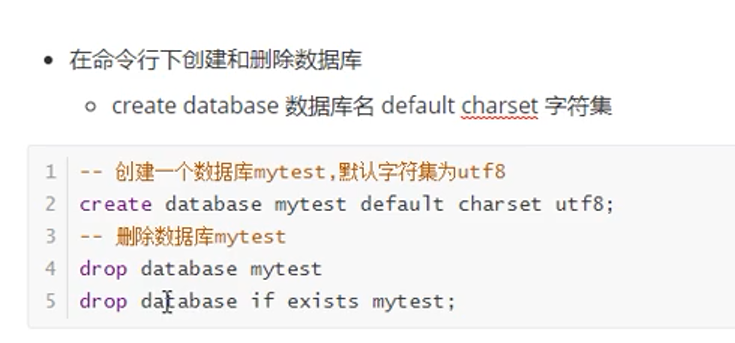 在命令行下创建和删除数据库
create database 数据库名 default charset 字符集
1 -- 创建一个数据库mytest,默认字符集为utf8
2 create database mytest default charset utf8;
3 -- 删除数据库mytest
4 drop database mytest
5 drop database if exists mytest;